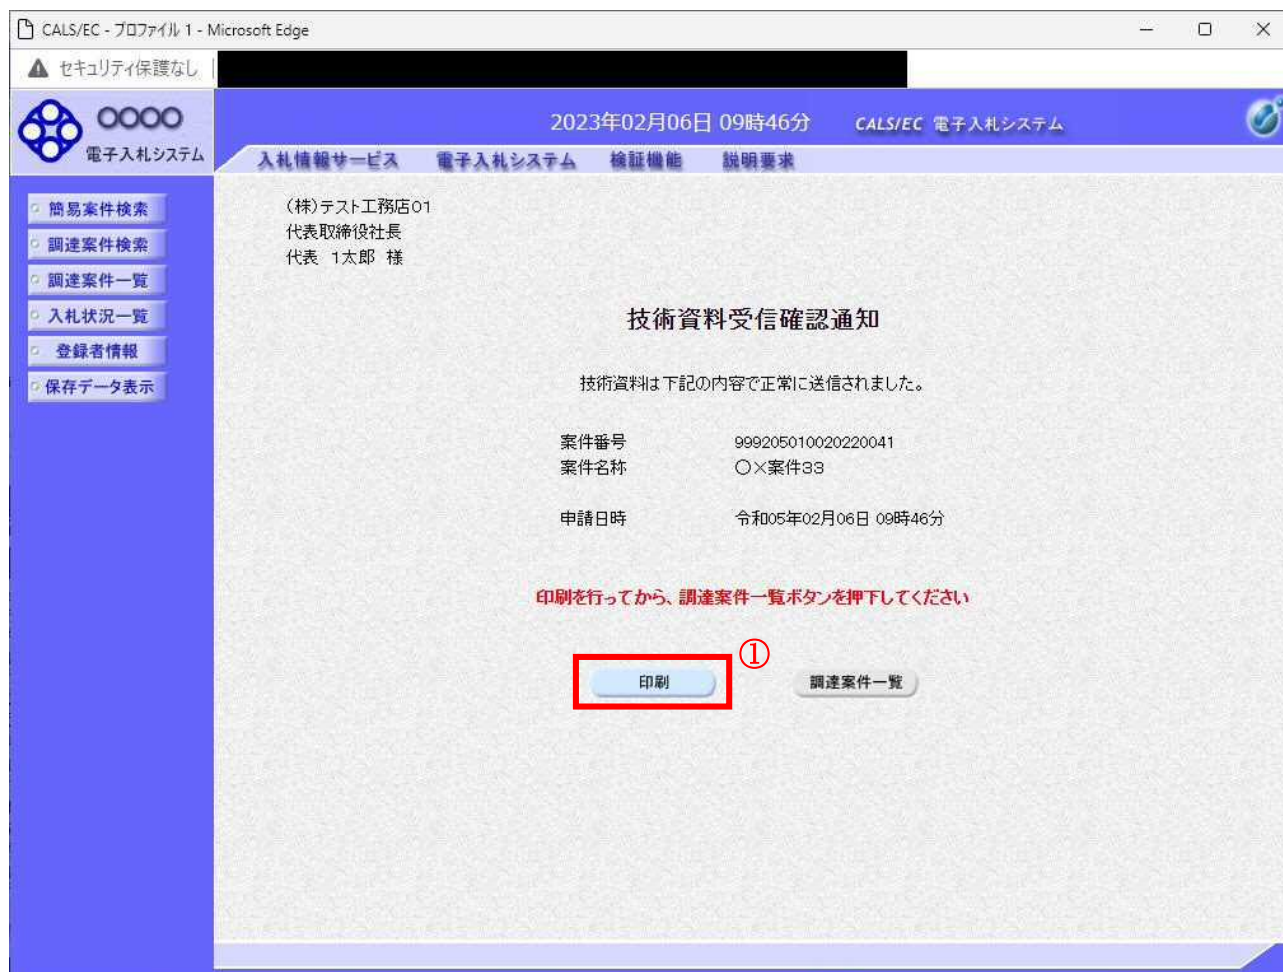 CALS/EC - プロファイル 1 - Microsoft Edge
セキュリティ保護なし
○○○○
電子入札システム
2023年02月06日 09時46分 CALS/EC 電子入札システム
入札情報サービス 電子入札システム 検証機能 説明要求
簡易案件検索
調達案件検索
調達案件一覧
入札状況一覧
登録者情報
保存データ表示
(株)テスト工務店01
代表取締役社長
代表 1太郎 様
技術資料受信確認通知
技術資料は下記の内容で正常に送信されました。
案件番号 999205010020220041
案件名称 ○×案件33
申請日時 令和05年02月06日 09時46分
印刷を行ってから、調達案件一覧ボタンを押下してください
①
印刷 調達案件一覧